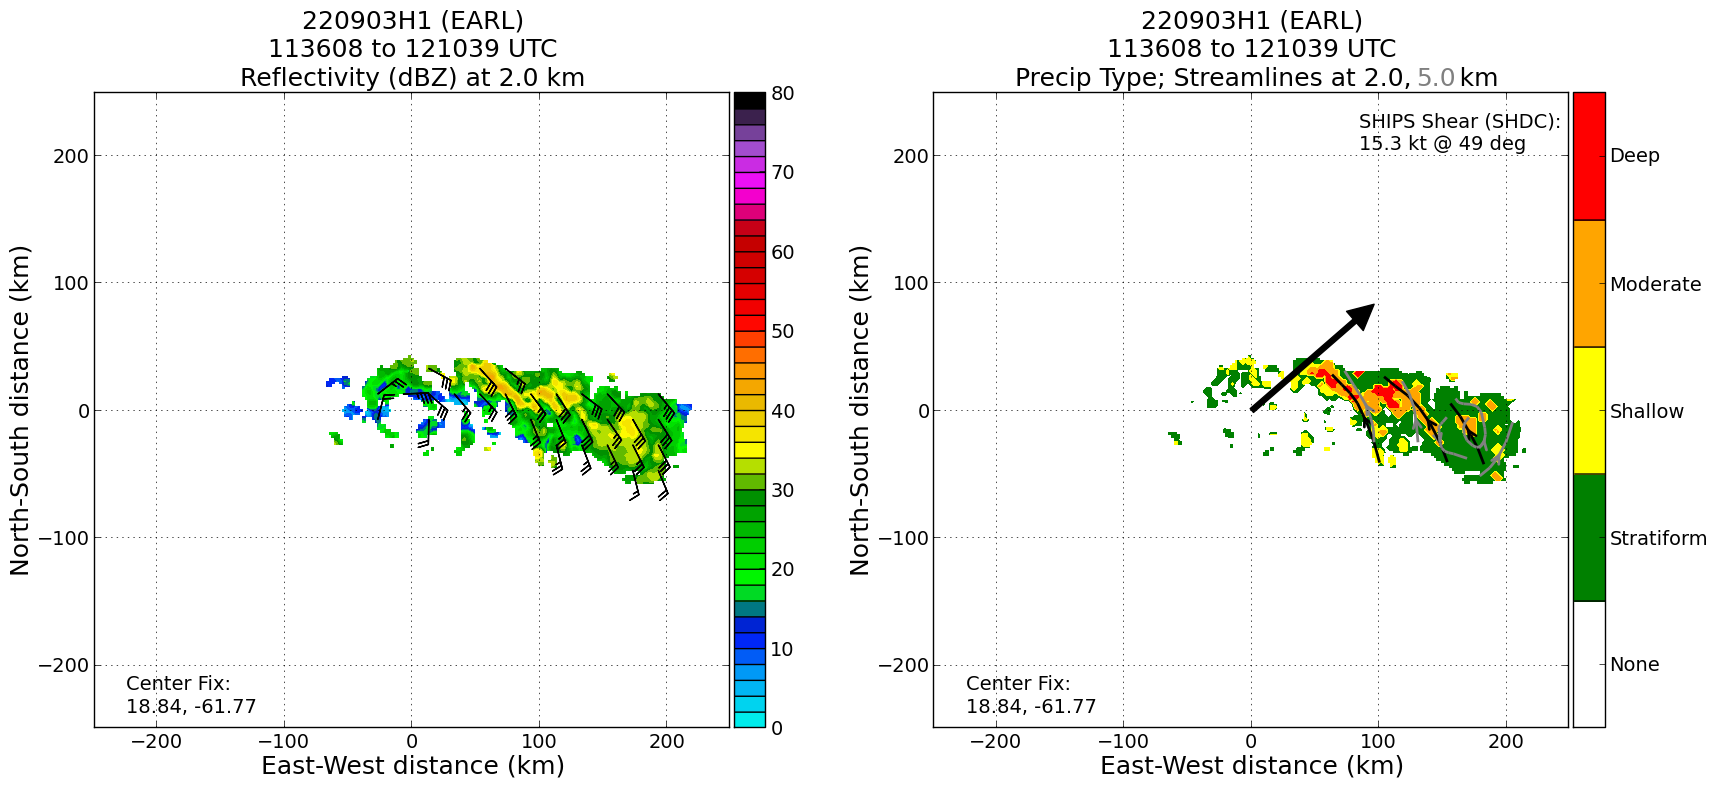 220903H1 (EARL)
113608 to 121039 UTC
Reflectivity (dBZ) at 2.0 km
North-South distance (km)
200
100
0
−100
−200
Center Fix:
18.84, -61.77
−200 −100 0 100 200
East-West distance (km)
80
70
60
50
40
30
20
10
0
220903H1 (EARL)
113608 to 121039 UTC
Precip Type; Streamlines at 2.0, 5.0 km
North-South distance (km)
200
100
0
−100
−200
SHIPS Shear (SHDC):
15.3 kt @ 49 deg
Center Fix:
18.84, -61.77
−200 −100 0 100 200
East-West distance (km)
Deep
Moderate
Shallow
Stratiform
None